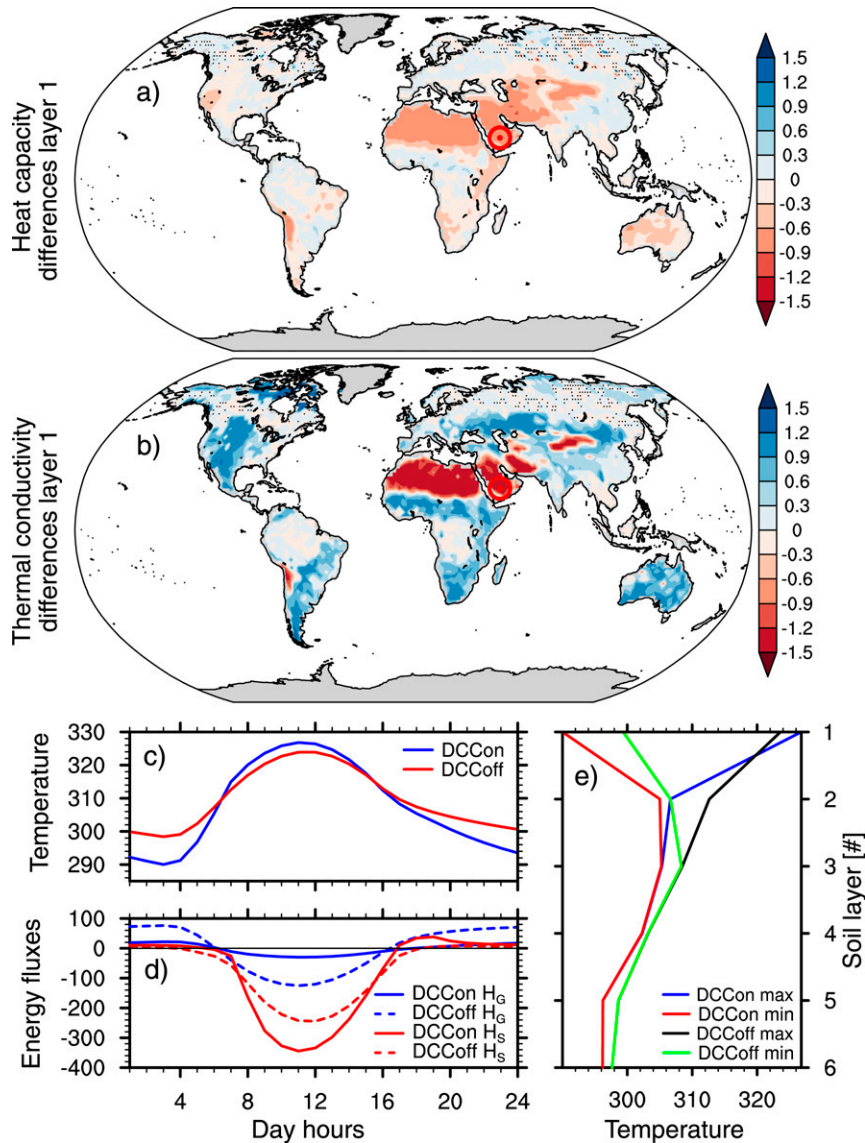 Heat capacity
differences layer 1
a)
1.5
1.2
0.9
0.6
0.3
0
-0.3
-0.6
-0.9
-1.2
-1.5
Thermal conductivity
differences layer 1
b)
1.5
1.2
0.9
0.6
0.3
0
-0.3
-0.6
-0.9
-1.2
-1.5
Temperature
330
320
310
300
290
c)
DCCon
DCCoff
Energy fluxes
100
0
-100
-200
-300
-400
d)
DCCon HG
DCCoff HG
DCCon HS
DCCoff HS
4 8 12 16 20 24
Day hours
e)
1
2
3
4
5
6
Soil layer [#]
DCCon max
DCCon min
DCCoff max
DCCoff min
300 310 320
Temperature